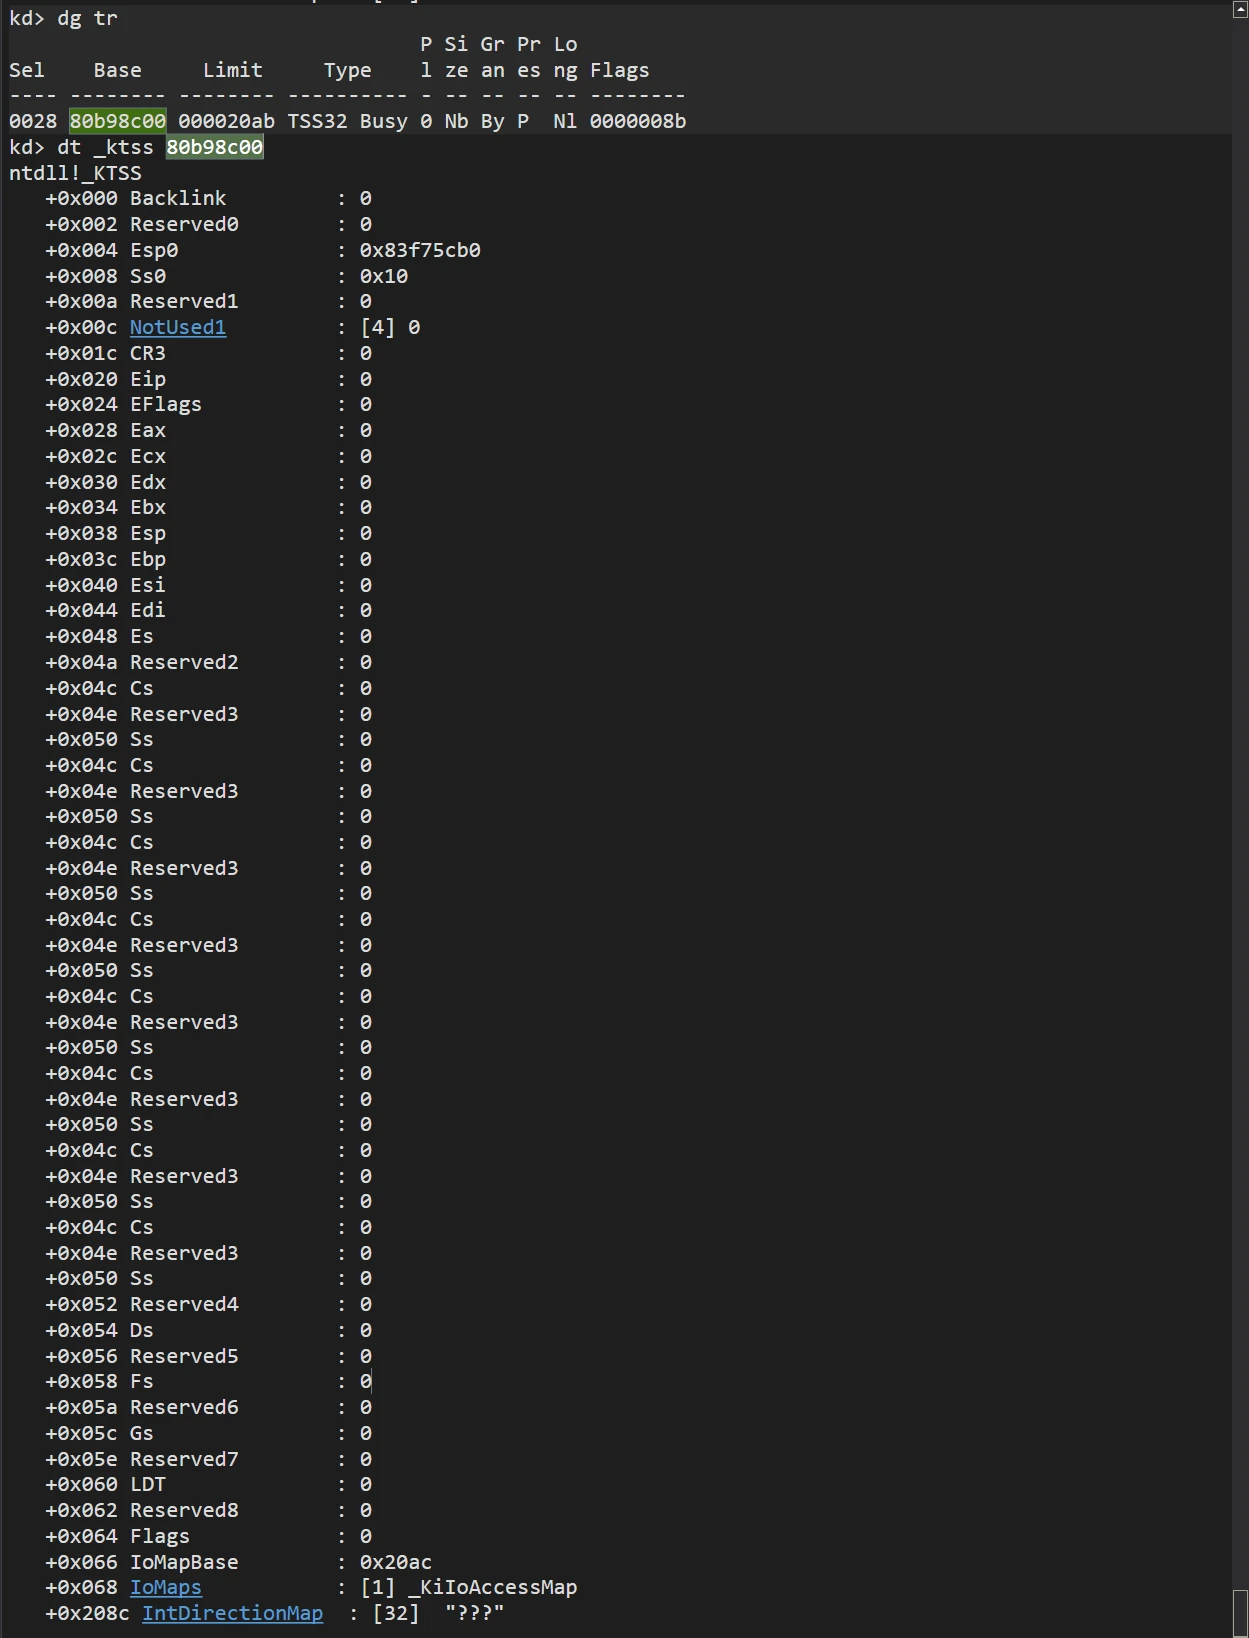 kd> dg tr
P Si Gr Pr Lo
Sel    Base     Limit     Type    l ze an es ng Flags
---- -------- -------- ---------- - -- -- -- -- --------
0028 80b98c00 000020ab TSS32 Busy 0 Nb By P  Nl 0000008b
kd> dt _ktss 80b98c00
ntdll!_KTSS
+0x000 Backlink         : 0
+0x002 Reserved0        : 0
+0x004 Esp0             : 0x83f75cb0
+0x008 Ss0              : 0x10
+0x00a Reserved1        : 0
+0x00c NotUsed1         : [4] 0
+0x01c CR3              : 0
+0x020 Eip              : 0
+0x024 EFlags           : 0
+0x028 Eax              : 0
+0x02c Ecx              : 0
+0x030 Edx              : 0
+0x034 Ebx              : 0
+0x038 Esp              : 0
+0x03c Ebp              : 0
+0x040 Esi              : 0
+0x044 Edi              : 0
+0x048 Es               : 0
+0x04a Reserved2        : 0
+0x04c Cs               : 0
+0x04e Reserved3        : 0
+0x050 Ss               : 0
+0x04c Cs               : 0
+0x04e Reserved3        : 0
+0x050 Ss               : 0
+0x04c Cs               : 0
+0x04e Reserved3        : 0
+0x050 Ss               : 0
+0x04c Cs               : 0
+0x04e Reserved3        : 0
+0x050 Ss               : 0
+0x04c Cs               : 0
+0x04e Reserved3        : 0
+0x050 Ss               : 0
+0x04c Cs               : 0
+0x04e Reserved3        : 0
+0x050 Ss               : 0
+0x04c Cs               : 0
+0x04e Reserved3        : 0
+0x050 Ss               : 0
+0x04c Cs               : 0
+0x04e Reserved3        : 0
+0x050 Ss               : 0
+0x052 Reserved4        : 0
+0x054 Ds               : 0
+0x056 Reserved5        : 0
+0x058 Fs               : 0
+0x05a Reserved6        : 0
+0x05c Gs               : 0
+0x05e Reserved7        : 0
+0x060 LDT              : 0
+0x062 Reserved8        : 0
+0x064 Flags            : 0
+0x066 IoMapBase        : 0x20ac
+0x068 IoMaps           : [1] _KiIoAccessMap
+0x208c IntDirectionMap  : [32]  "???"